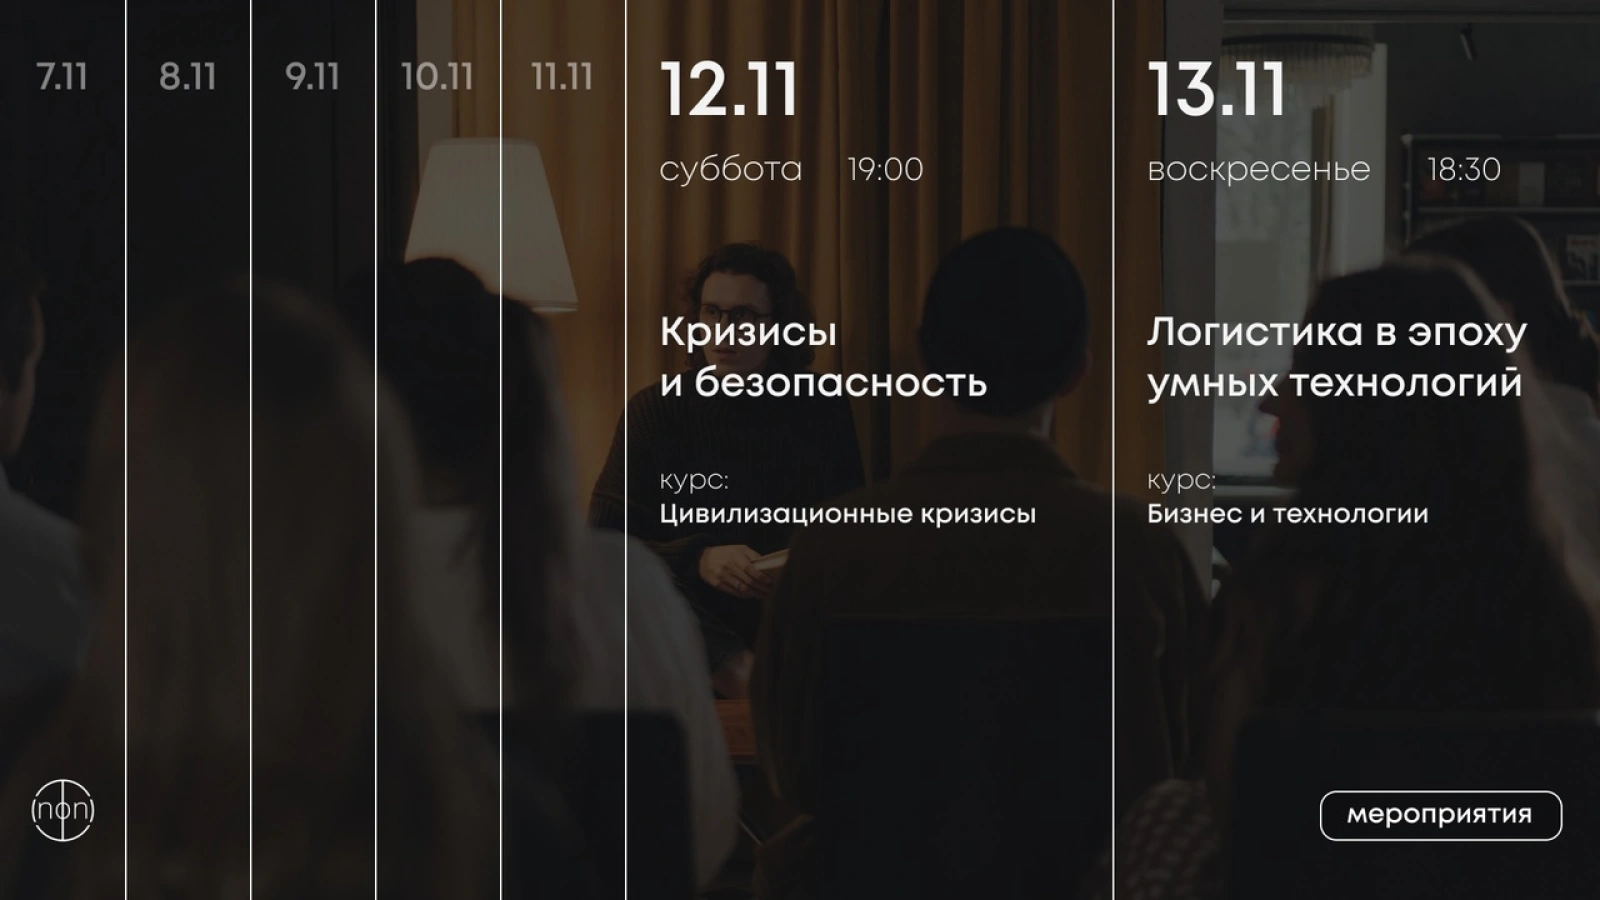 7.11
8.11
9.11
10.11
11.11
12.11
суббота 19:00
Кризисы
и безопасность
курс:
Цивилизационные кризисы
13.11
воскресенье 18:30
Логистика в эпоху
умных технологий
курс:
Бизнес и технологии
(non)
мероприятия